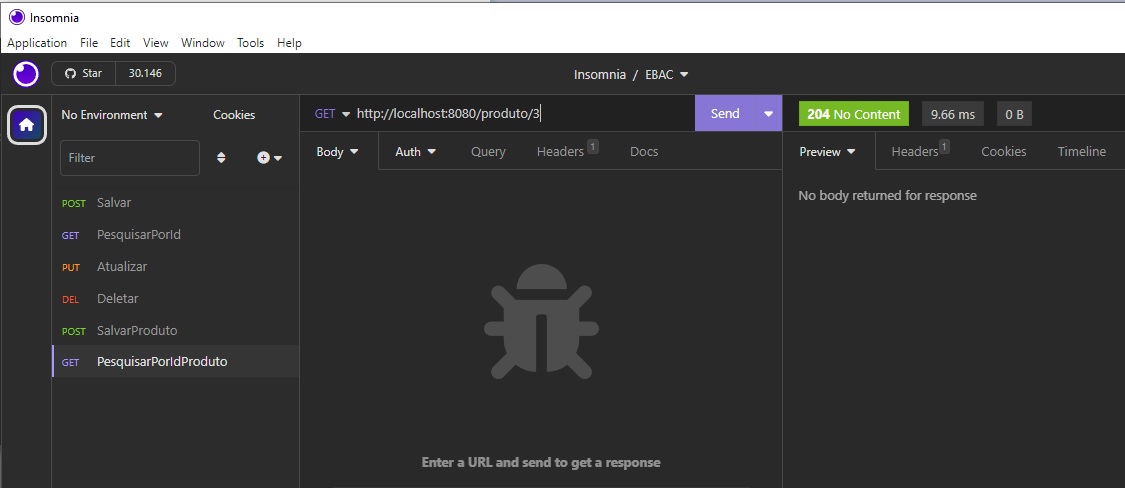 Insomnia
Application File Edit View Window Tools Help
Star 30.146
Insomnia / EBAC
No Environment Cookies
GET http://localhost:8080/produto/3 Send
204 No Content 9.66 ms 0 B
Filter
Body Auth Query Headers 1 Docs
Preview Headers 1 Cookies Timeline
No body returned for response
POST Salvar
GET PesquisarPorId
PUT Atualizar
DEL Deletar
POST SalvarProduto
GET PesquisarPorIdProduto
Enter a URL and send to get a response